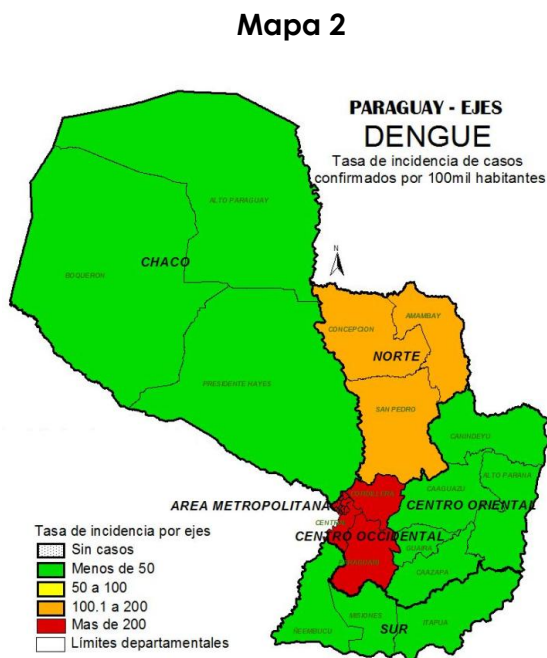 Mapa 2
PARAGUAY - EJES
DENGUE
Tasa de incidencia de casos
confirmados por 100mil habitantes
N
ALTO PARAGUAY
BOQUERON
CHACO
CONCEPCION
AMAMBAY
NORTE
PRESIDENTE HAYES
SAN PEDRO
CANINDEYU
ALTO PARANA
CAAGUAZU
CORDILLERA
AREA METROPOLITANA
CENTRO ORIENTAL
CENTRO OCCIDENTAL
GUAIRA
PARAGUARI
CAAZAPA
MISIONES
ITAPUA
ÑEEMBUCU
SUR
Tasa de incidencia por ejes
Sin casos
Menos de 50
50 a 100
100.1 a 200
Mas de 200
Límites departamentales